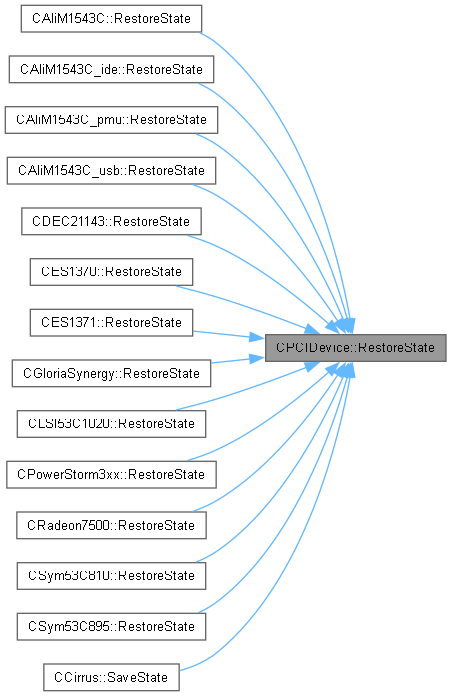 CAliM1543C::RestoreState
CAliM1543C_ide::RestoreState
CAliM1543C_pmu::RestoreState
CAliM1543C_usb::RestoreState
CDEC21143::RestoreState
CES1370::RestoreState
CES1371::RestoreState
CPCIDevice::RestoreState
CGloriaSynergy::RestoreState
CLSI53C1020::RestoreState
CPowerStorm3xx::RestoreState
CRadeon7500::RestoreState
CSym53C810::RestoreState
CSym53C895::RestoreState
CCirrus::SaveState